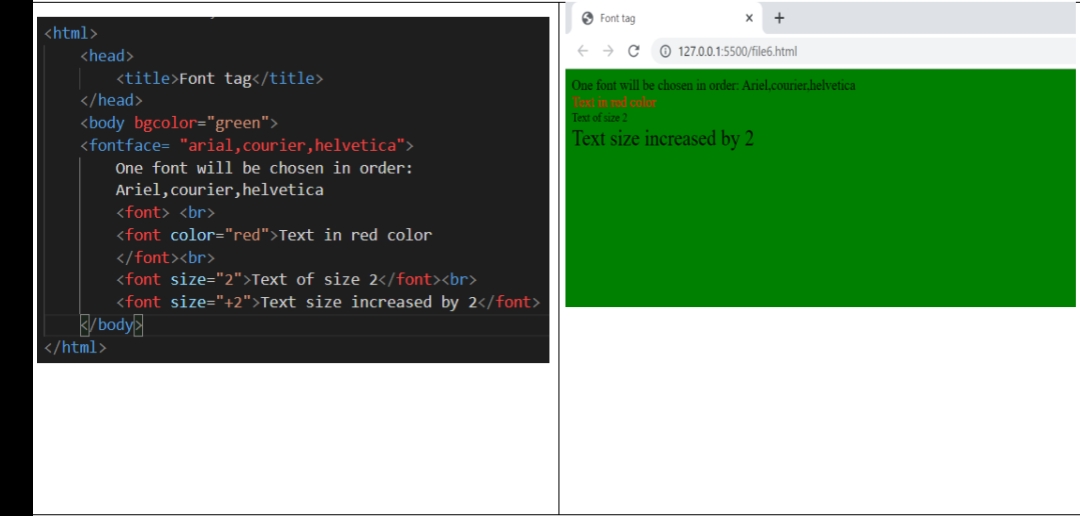 <html>
<head>
<title>Font tag</title>
</head>
<body bgcolor="green">
<fontface= "arial,courier,helvetica">
One font will be chosen in order:
Ariel,courier,helvetica
<font> <br>
<font color="red">Text in red color
</font><br>
<font size="2">Text of size 2</font><br>
<font size="+2">Text size increased by 2</font>
</body>
</html>
Font tag
127.0.0.1:5500/file6.html
One font will be chosen in order: Ariel,courier,helvetica
Text in red color
Text of size 2
Text size increased by 2